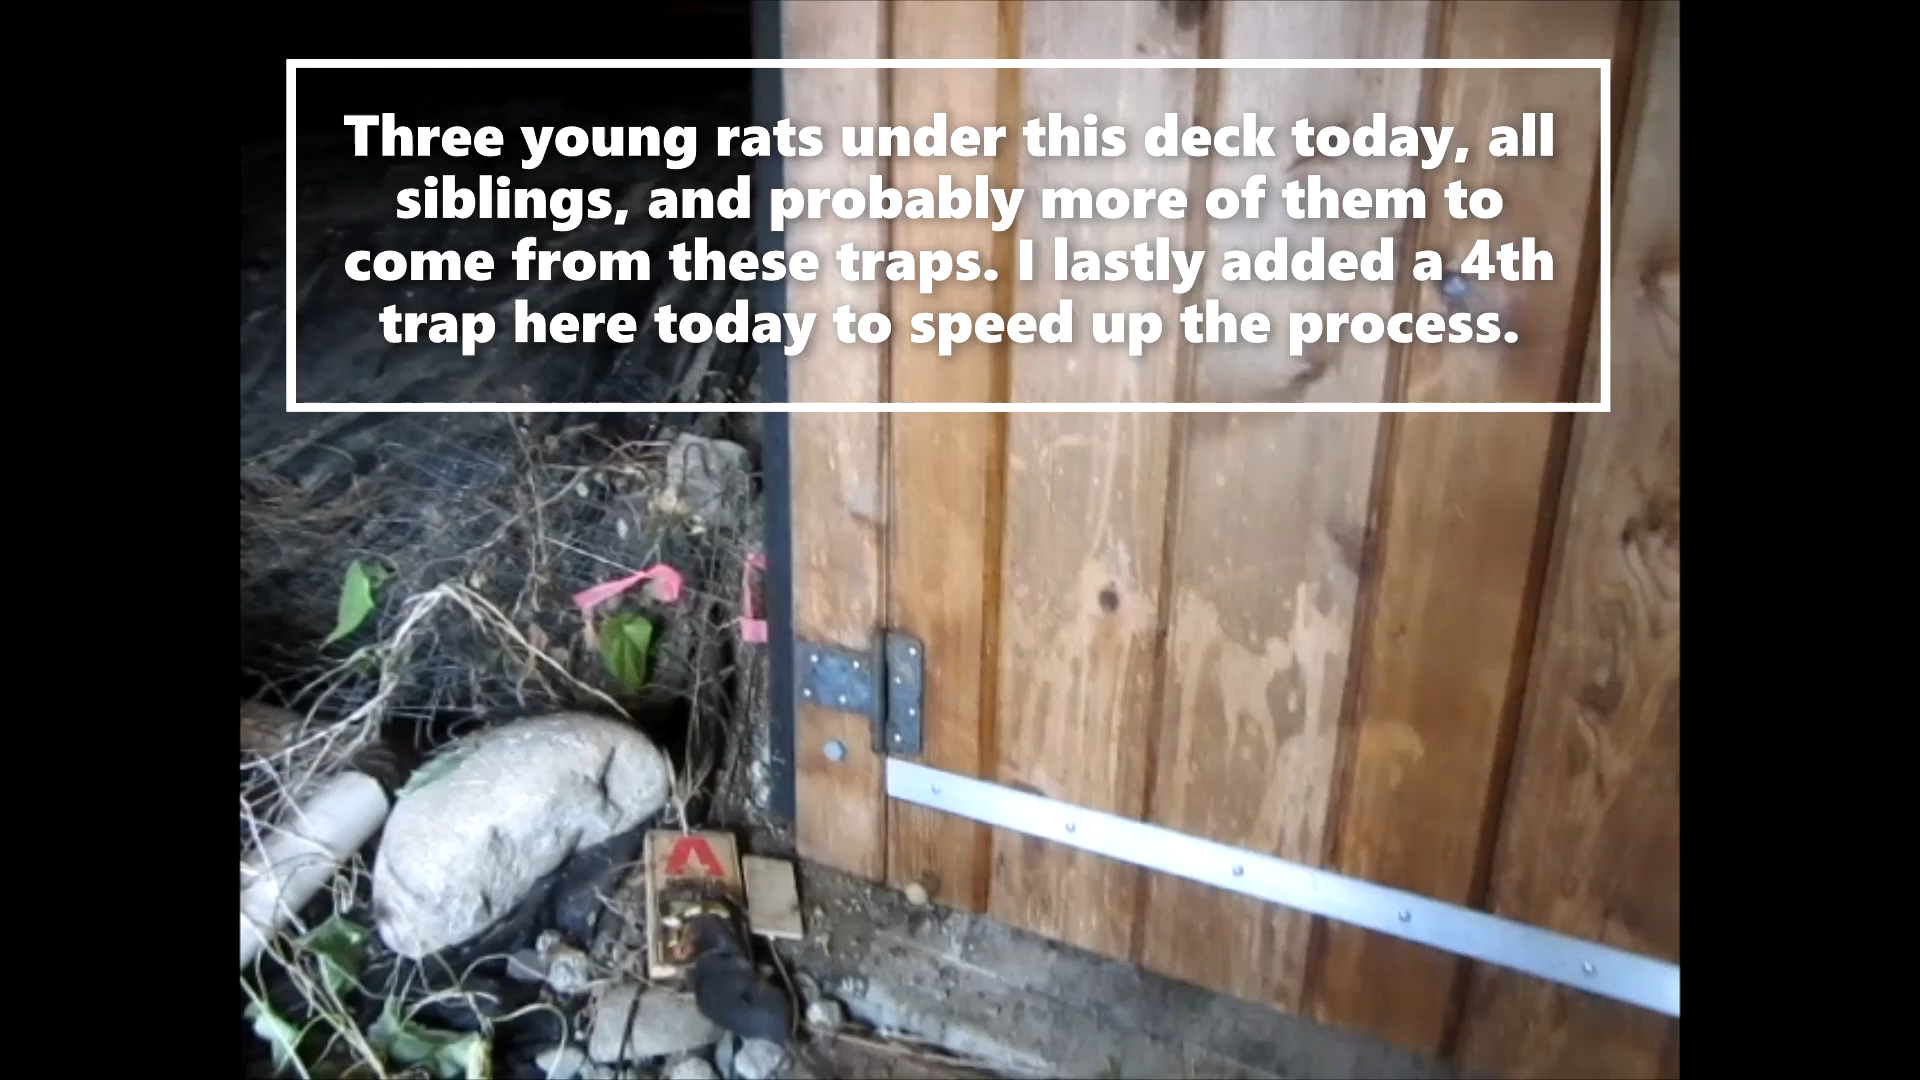 Three young rats under this deck today, all
siblings, and probably more of them to
come from these traps. I lastly added a 4th
trap here today to speed up the process.